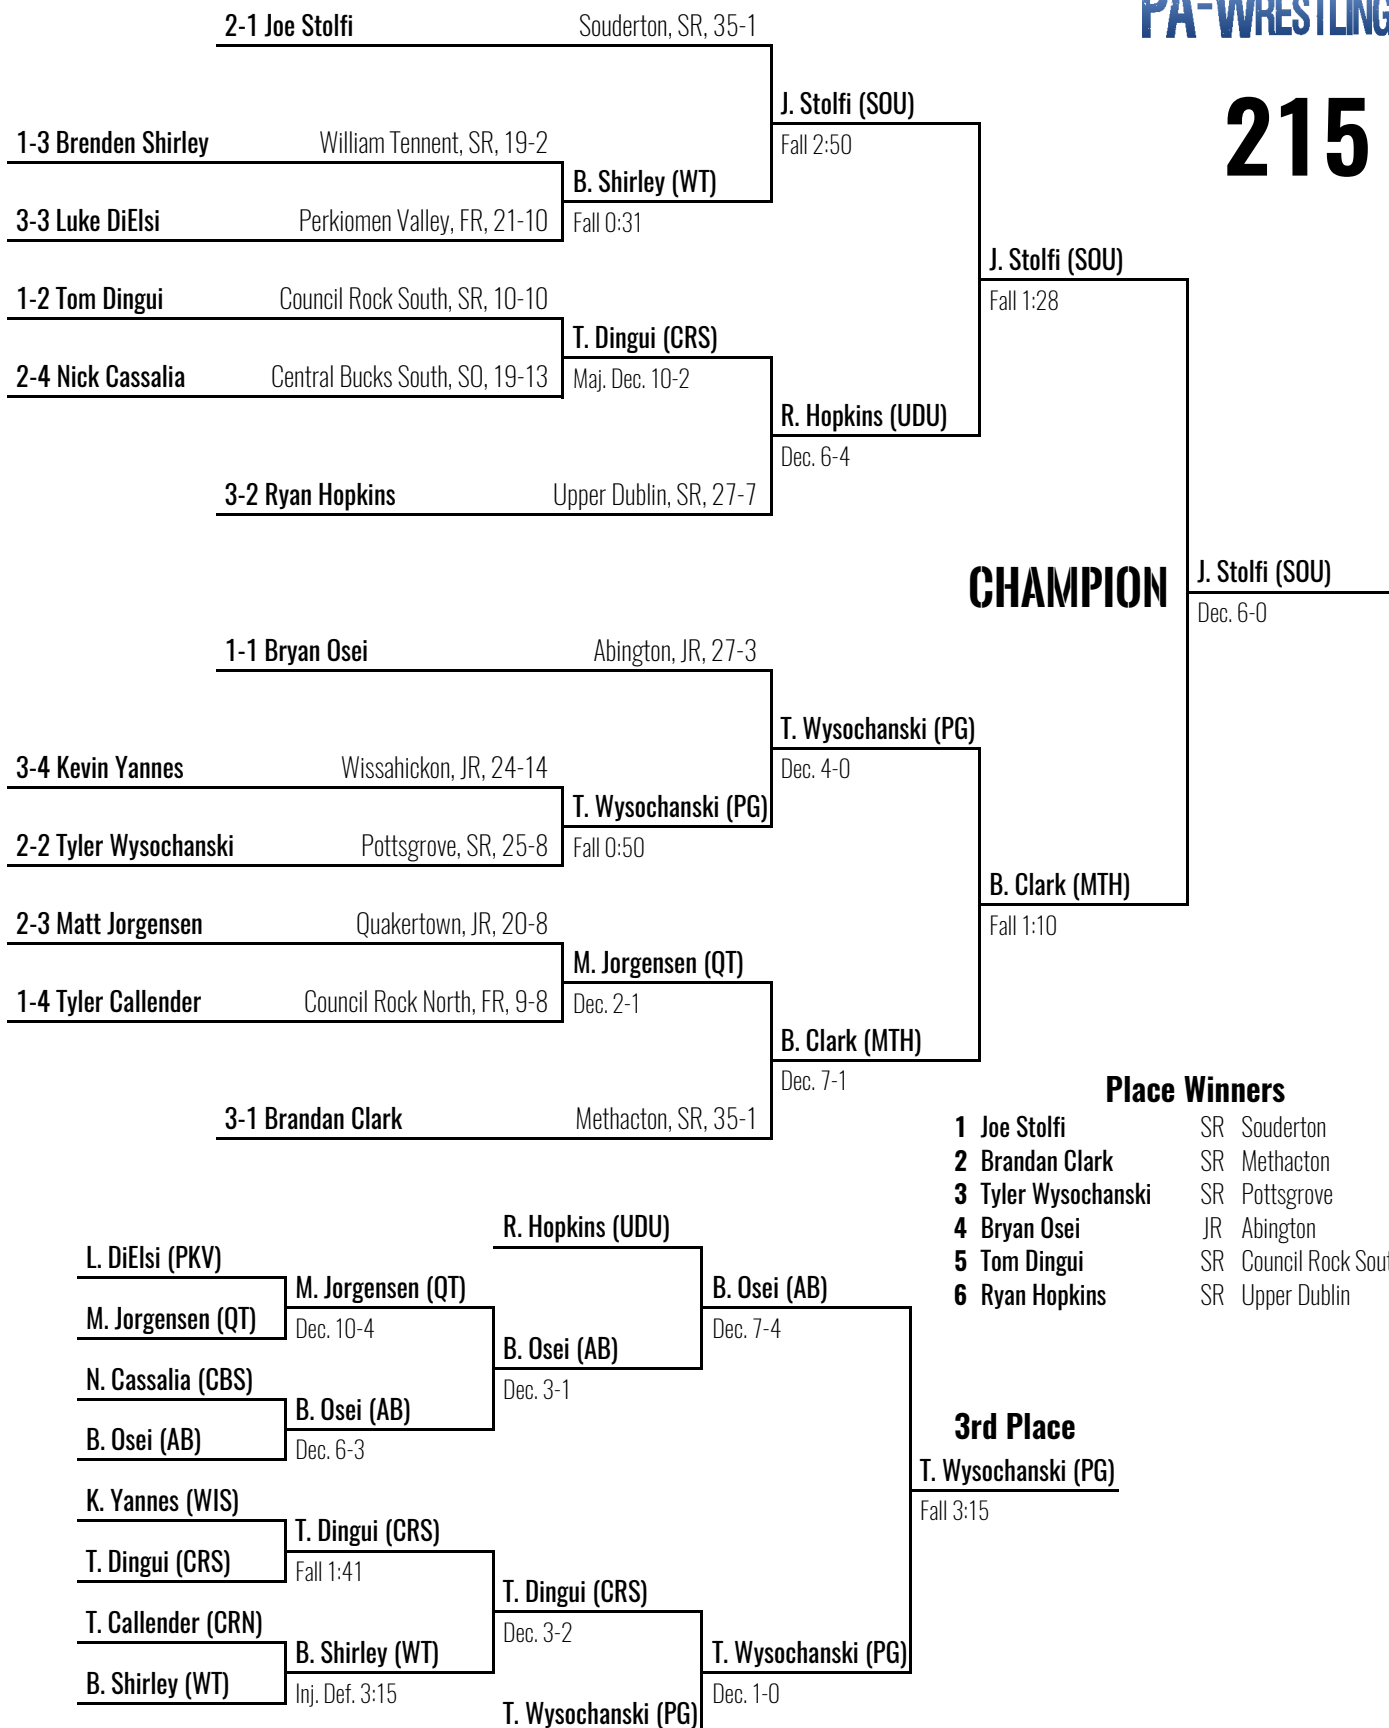 PA-WRESTLING
215
2-1 Joe Stolfi Souderton, SR, 35-1
J. Stolfi (SOU)
Fall 2:50
1-3 Brenden Shirley William Tennent, SR, 19-2
B. Shirley (WT)
Fall 0:31
3-3 Luke DiElsi Perkiomen Valley, FR, 21-10
J. Stolfi (SOU)
Fall 1:28
1-2 Tom Dingui Council Rock South, SR, 10-10
T. Dingui (CRS)
Maj. Dec. 10-2
2-4 Nick Cassalia Central Bucks South, SO, 19-13
R. Hopkins (UDU)
Dec. 6-4
3-2 Ryan Hopkins Upper Dublin, SR, 27-7
CHAMPION
J. Stolfi (SOU)
Dec. 6-0
1-1 Bryan Osei Abington, JR, 27-3
T. Wysochanski (PG)
Dec. 4-0
3-4 Kevin Yannes Wissahickon, JR, 24-14
T. Wysochanski (PG)
Fall 0:50
2-2 Tyler Wysochanski Pottsgrove, SR, 25-8
B. Clark (MTH)
Fall 1:10
2-3 Matt Jorgensen Quakertown, JR, 20-8
M. Jorgensen (QT)
Dec. 2-1
1-4 Tyler Callender Council Rock North, FR, 9-8
B. Clark (MTH)
Dec. 7-1
3-1 Brandan Clark Methacton, SR, 35-1
Place Winners
1 Joe Stolfi SR Souderton
2 Brandan Clark SR Methacton
3 Tyler Wysochanski SR Pottsgrove
4 Bryan Osei JR Abington
5 Tom Dingui SR Council Rock Sout
6 Ryan Hopkins SR Upper Dublin
R. Hopkins (UDU)
L. DiElsi (PKV)
M. Jorgensen (QT)
B. Osei (AB)
M. Jorgensen (QT)
Dec. 10-4
Dec. 7-4
B. Osei (AB)
N. Cassalia (CBS)
Dec. 3-1
B. Osei (AB)
B. Osei (AB)
Dec. 6-3
3rd Place
T. Wysochanski (PG)
Fall 3:15
K. Yannes (WIS)
T. Dingui (CRS)
T. Dingui (CRS)
Fall 1:41
T. Dingui (CRS)
T. Callender (CRN)
Dec. 3-2
B. Shirley (WT)
T. Wysochanski (PG)
B. Shirley (WT)
Inj. Def. 3:15
Dec. 1-0
T. Wysochanski (PG)